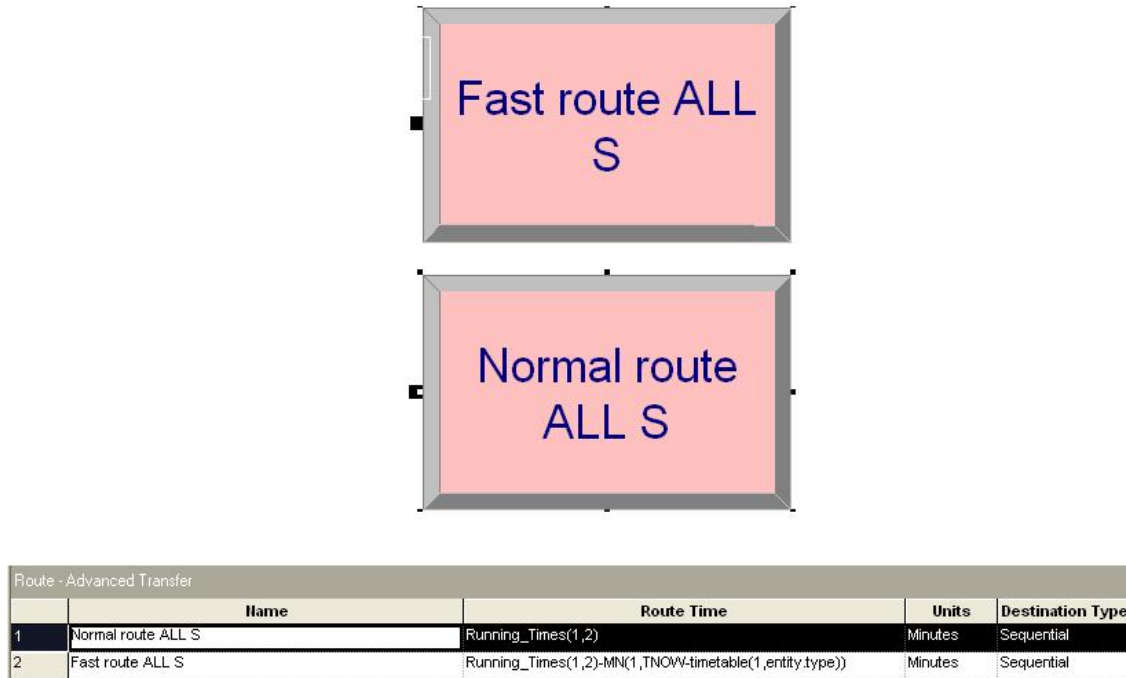 Fast route ALL
S
Normal route
ALL S
Route - Advanced Transfer
Name Route Time Units Destination Type
1 Normal route ALL S Running_Times(1,2) Minutes Sequential
2 Fast route ALL S Running_Times(1,2)-MN(1,TNOW-timetable(1,entity.type)) Minutes Sequential